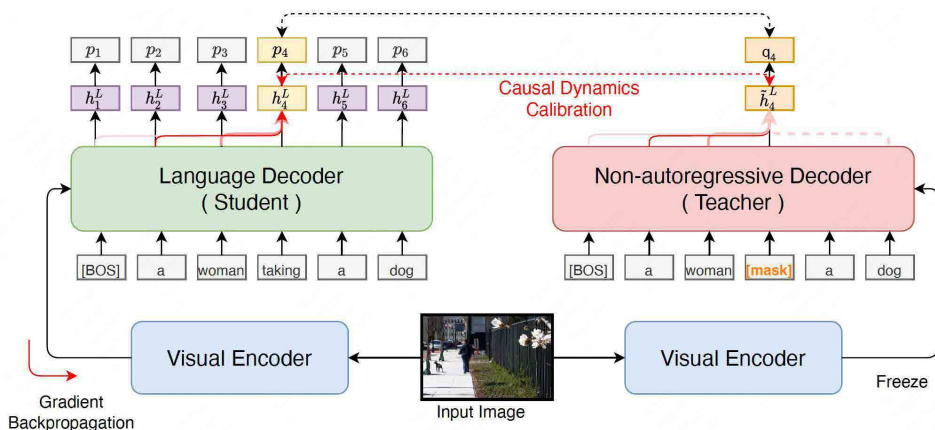 p₁ p₂ p₃ p₄ p₅ p₆ q₄
h₁ᴸ h₂ᴸ h₃ᴸ h₄ᴸ h₅ᴸ h₆ᴸ h̃₄ᴸ
Causal Dynamics
Calibration
Language Decoder
( Student )
Non-autoregressive Decoder
( Teacher )
[BOS] a woman taking a dog
[BOS] a woman [mask] a dog
Visual Encoder
Visual Encoder
Gradient
Backpropagation
Input Image
Freeze